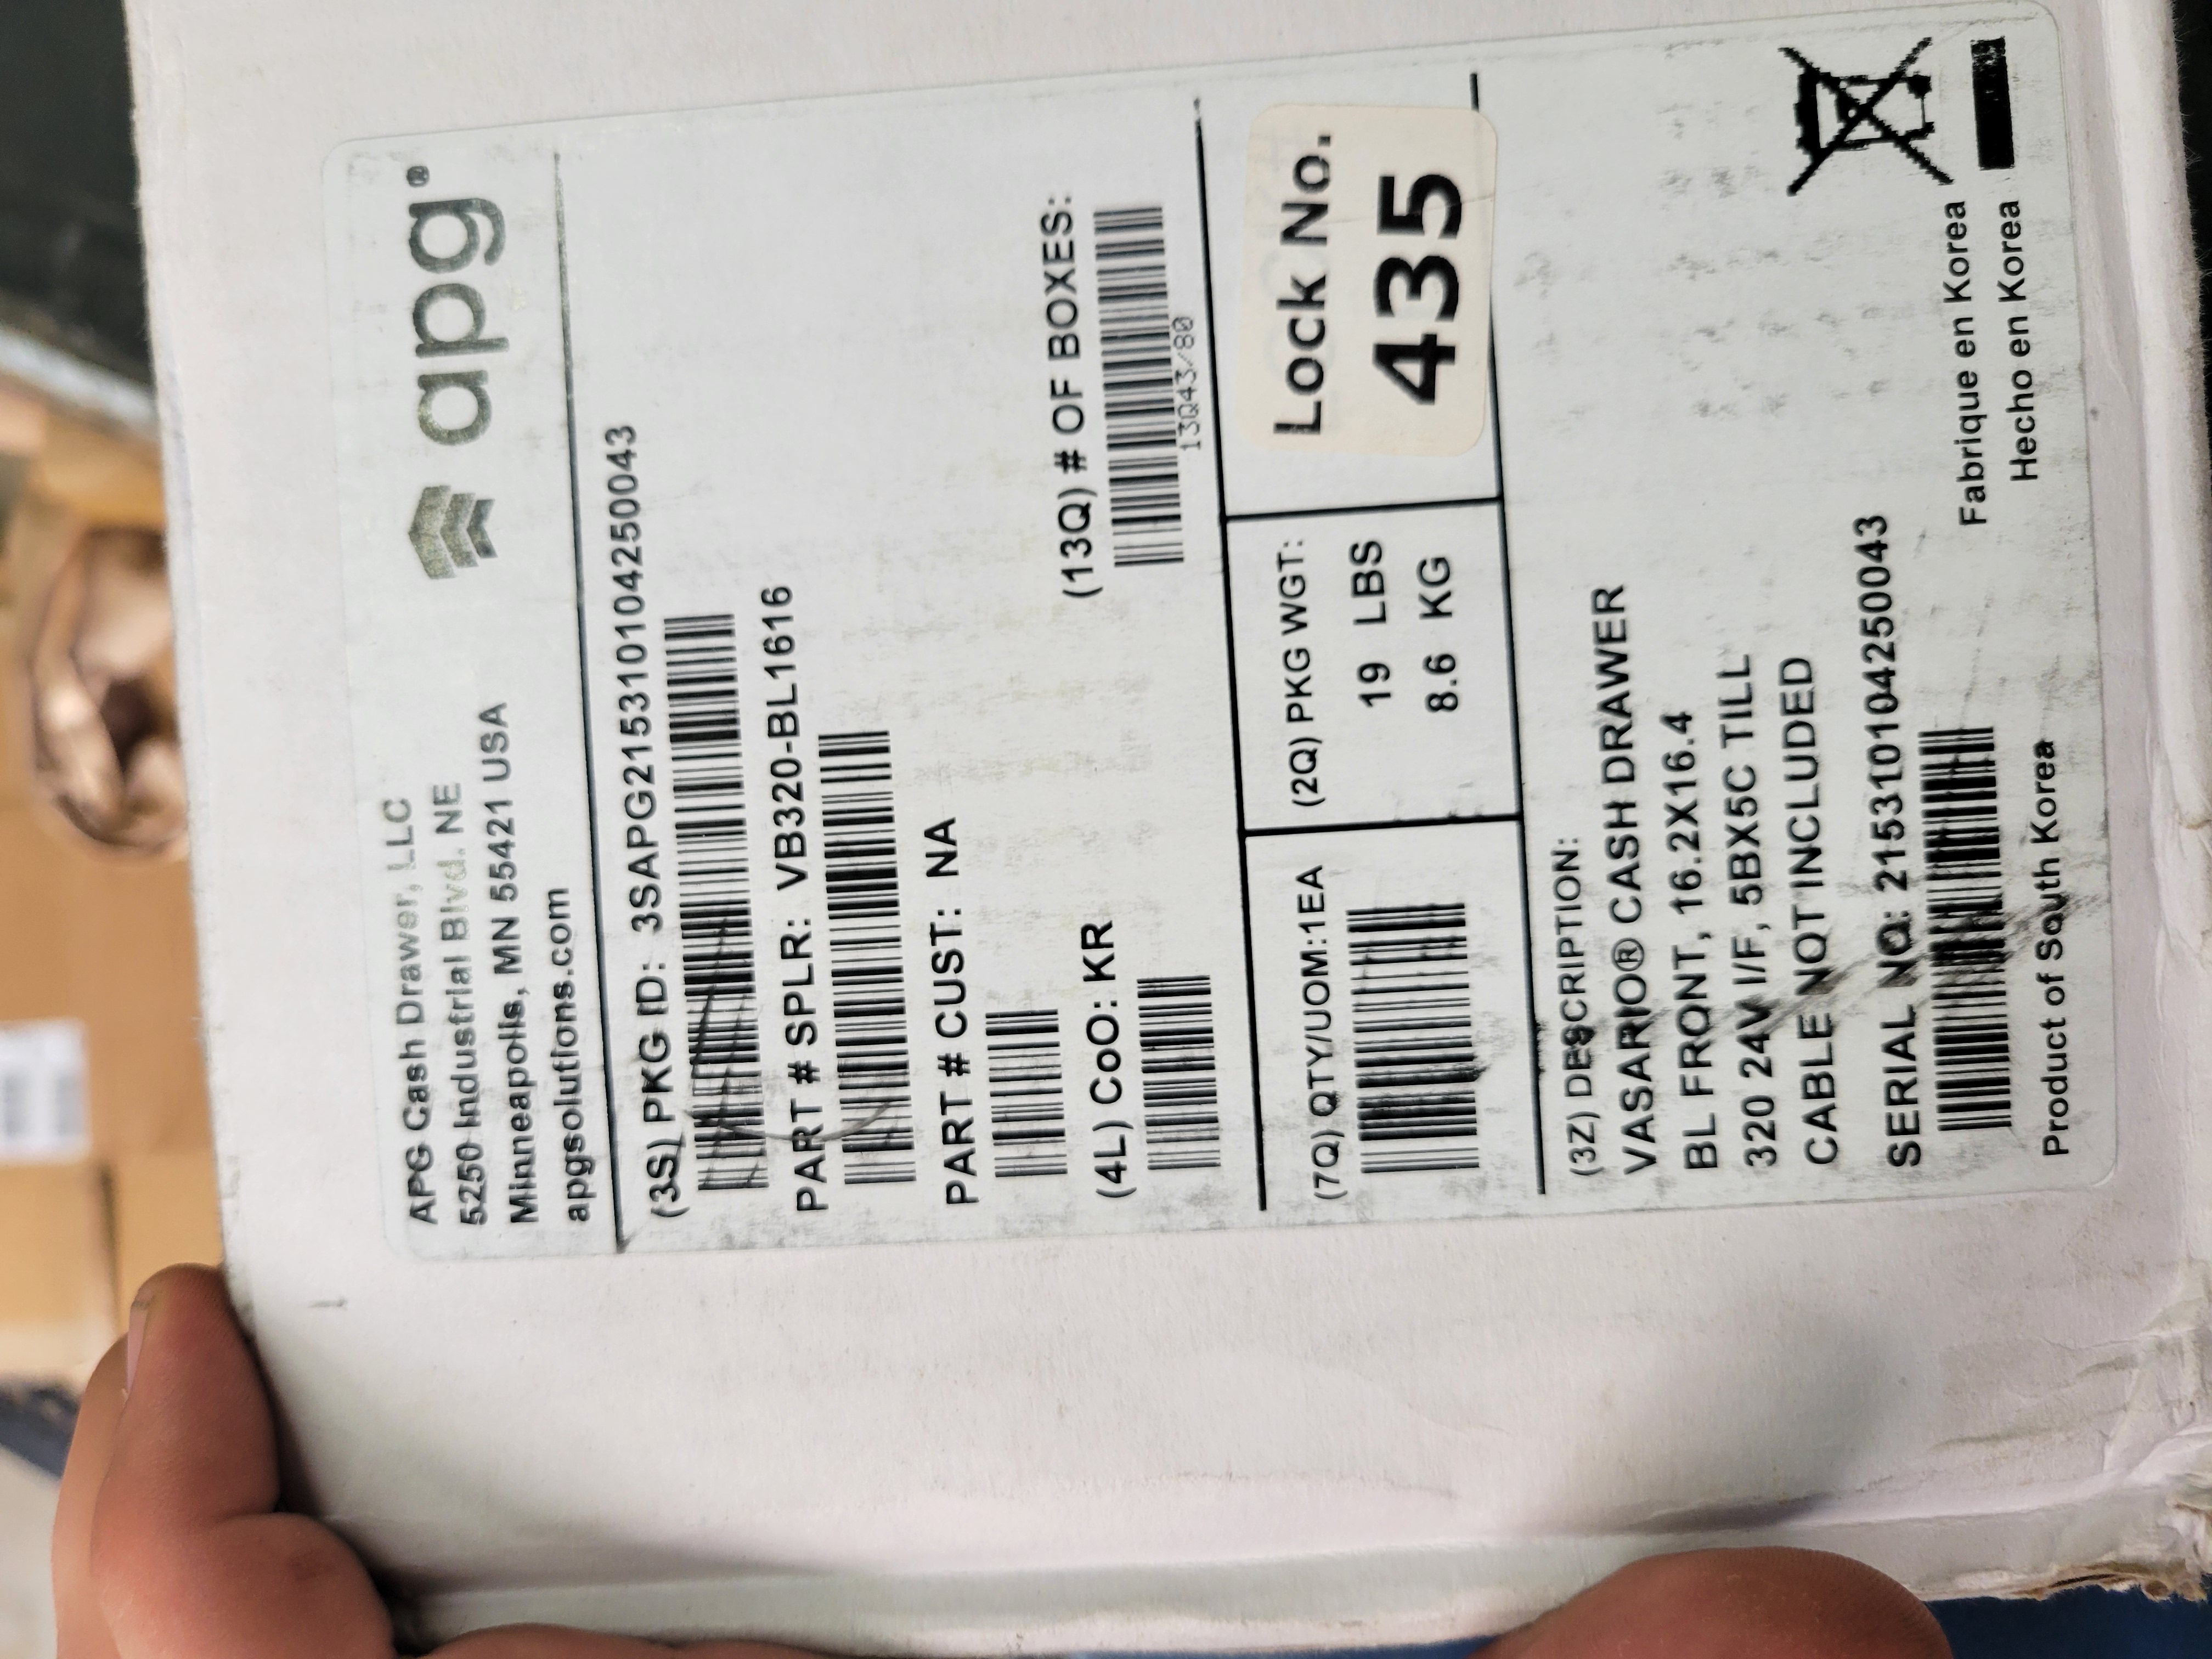 APG Cash Drawer, LLC
5250 Industrial Blvd. NE
Minneapolis, MN 55421 USA
apgsolutions.com
apg®
(3S) PKG ID: 3SAPG215310104250043
PART # SPLR: VB320-BL1616
PART # CUST: NA
(4L) CoO: KR
(13Q) # OF BOXES:
13Q43/80
(7Q) QTY/UOM:1EA
(2Q) PKG WGT:
19 LBS
8.6 KG
Lock No.
435
(3Z) DESCRIPTION:
VASARIO® CASH DRAWER
BL FRONT, 16.2X16.4
320 24V I/F, 5BX5C TILL
CABLE NOT INCLUDED
SERIAL NO: 215310104250043
Product of South Korea
Fabrique en Korea
Hecho en Korea